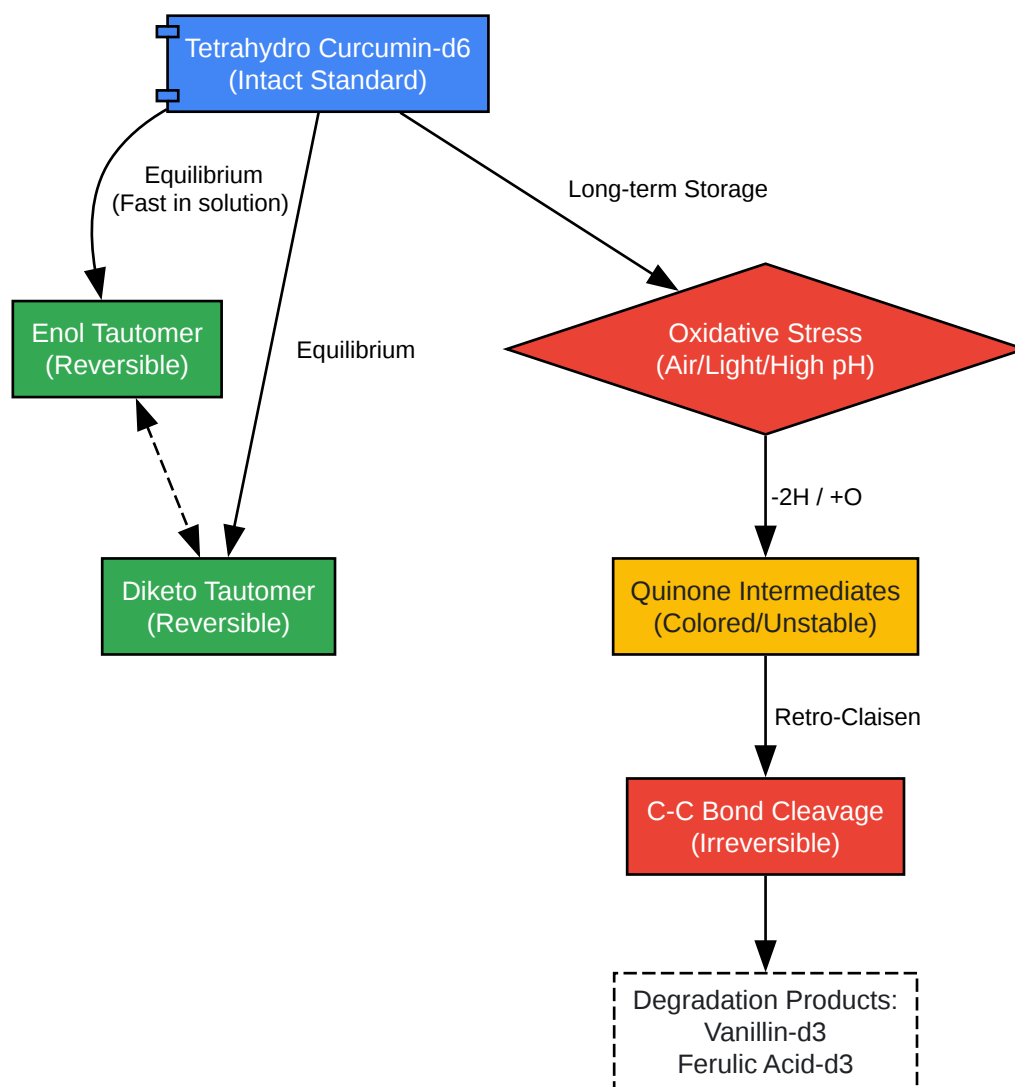 Tetrahydro Curcumin-d6
(Intact Standard)
Equilibrium
(Fast in solution)
Long-term Storage
Enol Tautomer
(Reversible)
Equilibrium
Oxidative Stress
(Air/Light/High pH)
-2H / +O
Diketo Tautomer
(Reversible)
Quinone Intermediates
(Colored/Unstable)
Retro-Claisen
C-C Bond Cleavage
(Irreversible)
Degradation Products:
Vanillin-d3
Ferulic Acid-d3